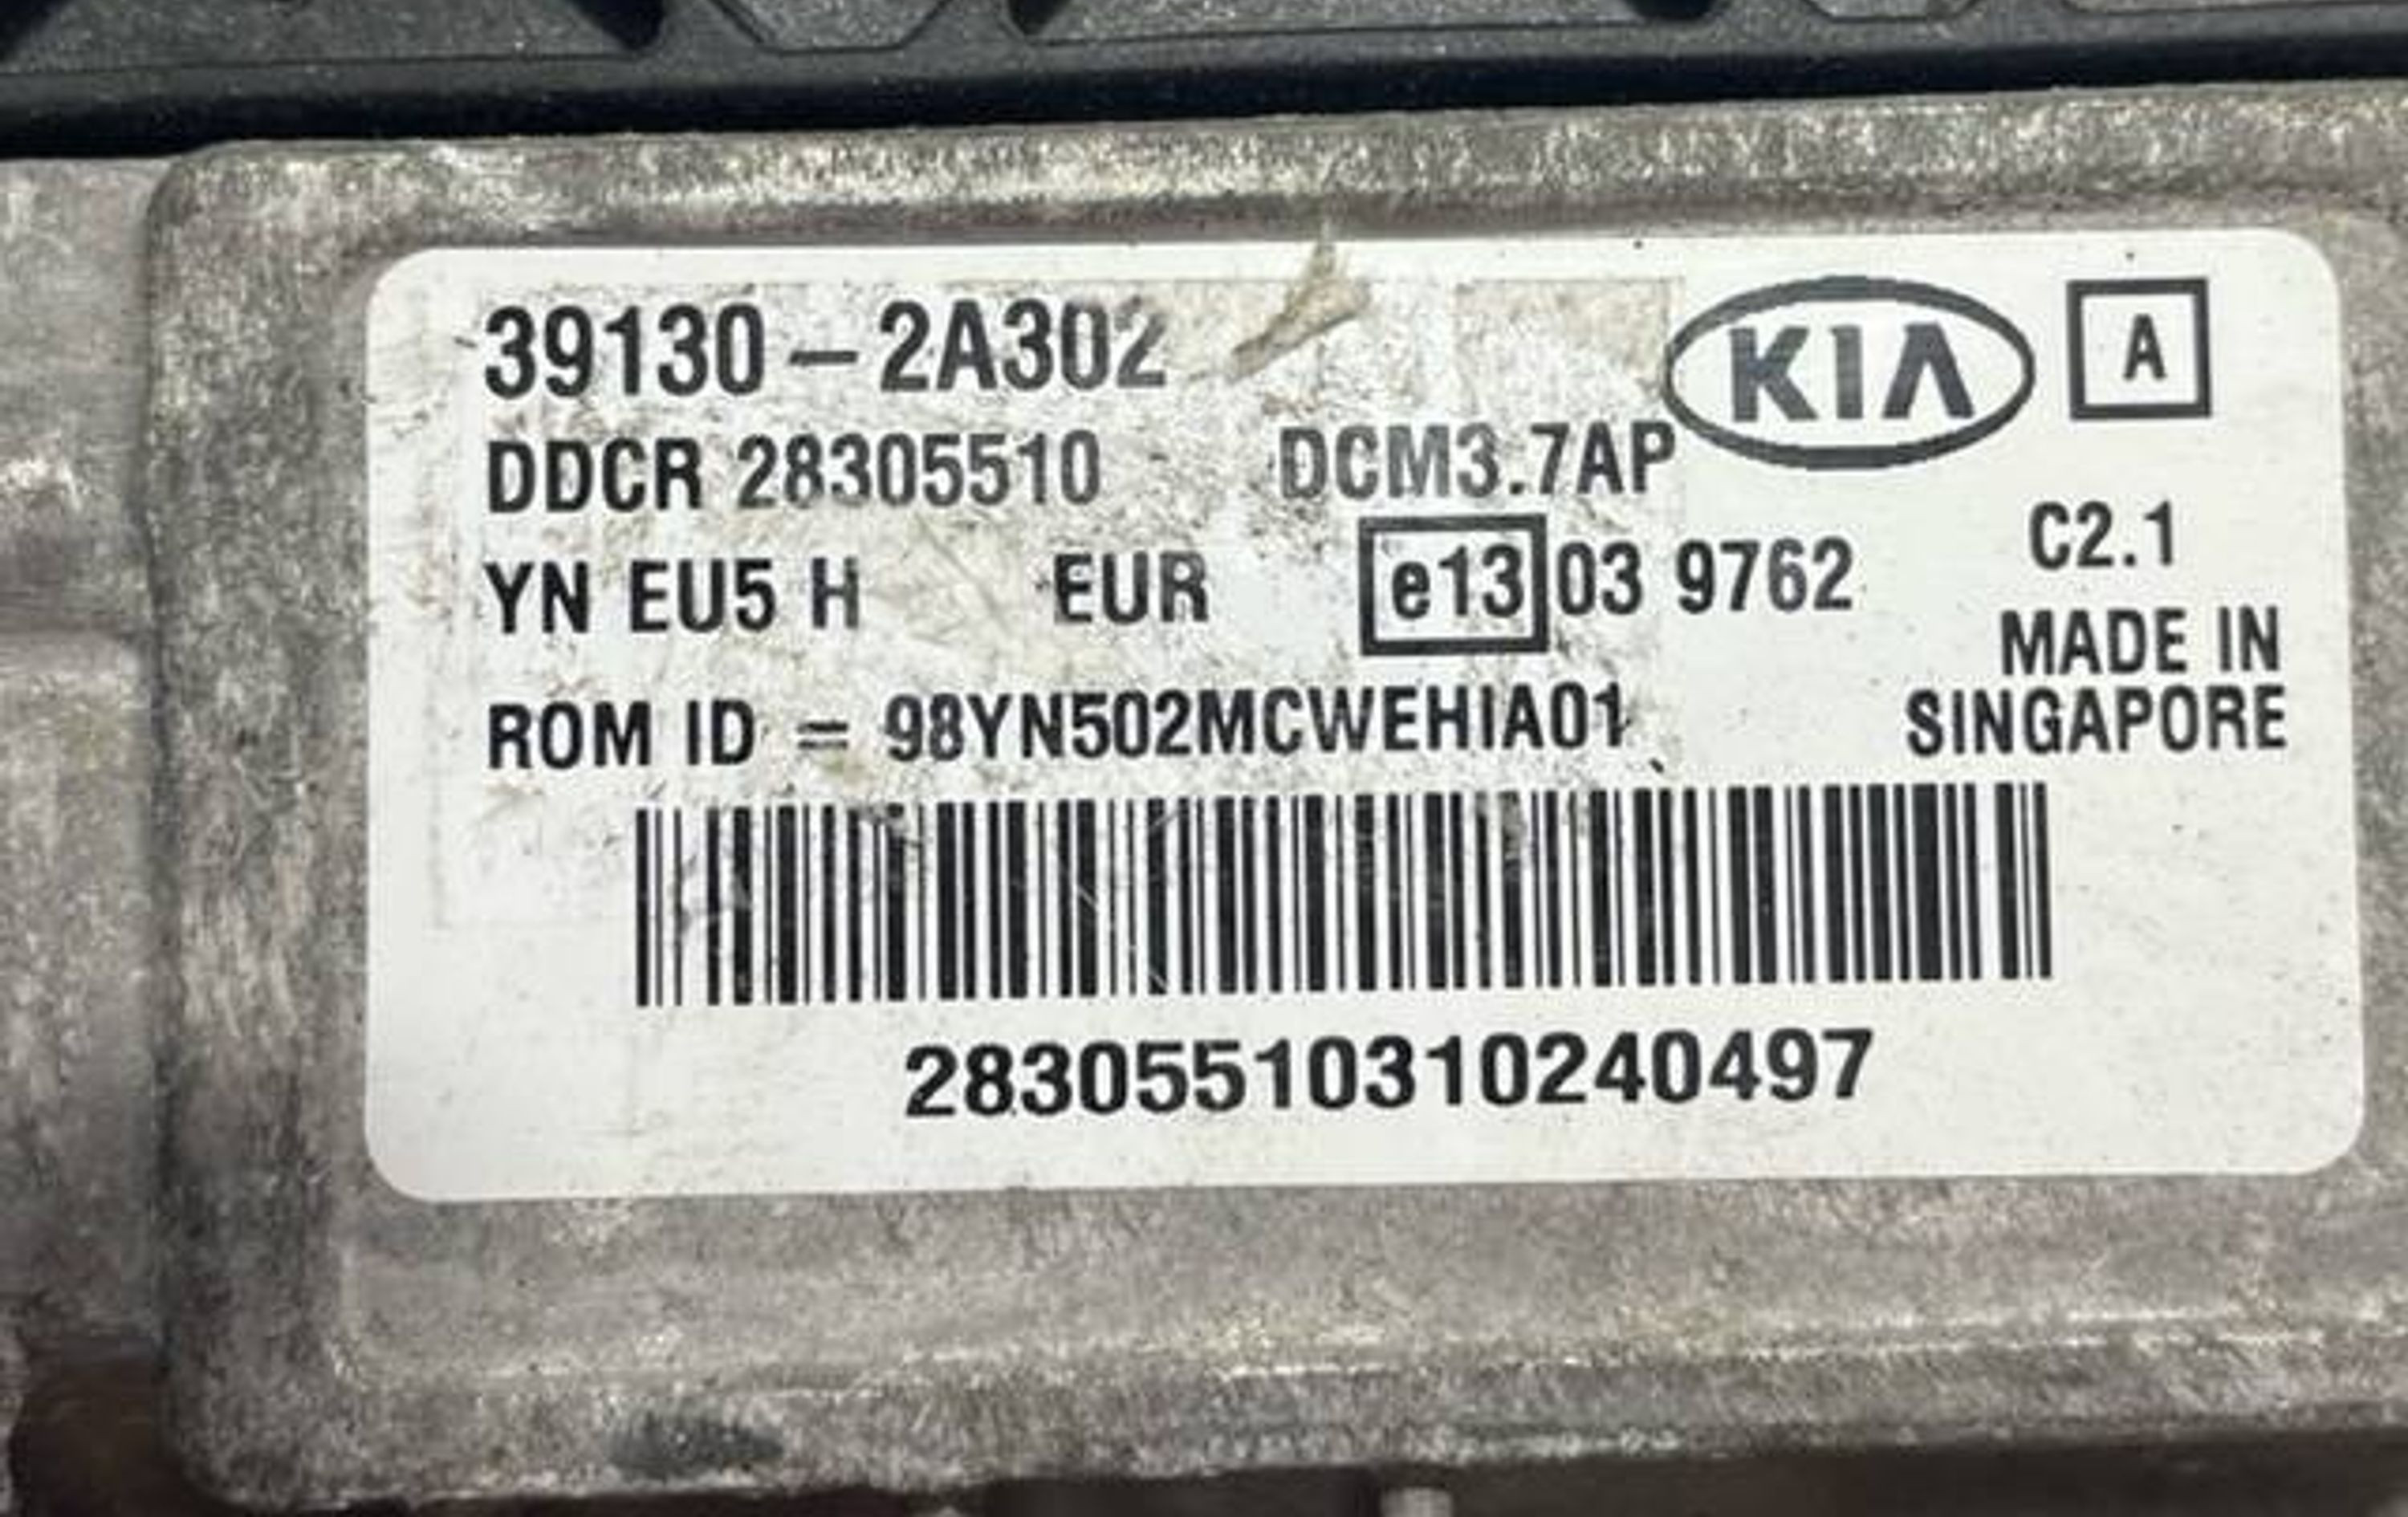 39130-2A302 KIA A
DDCR 28305510 DCM3.7AP
YN EU5 H EUR e13 03 9762 C2.1
MADE IN
ROM ID = 98YN502MCWEHIA01 SINGAPORE
28305510310240497